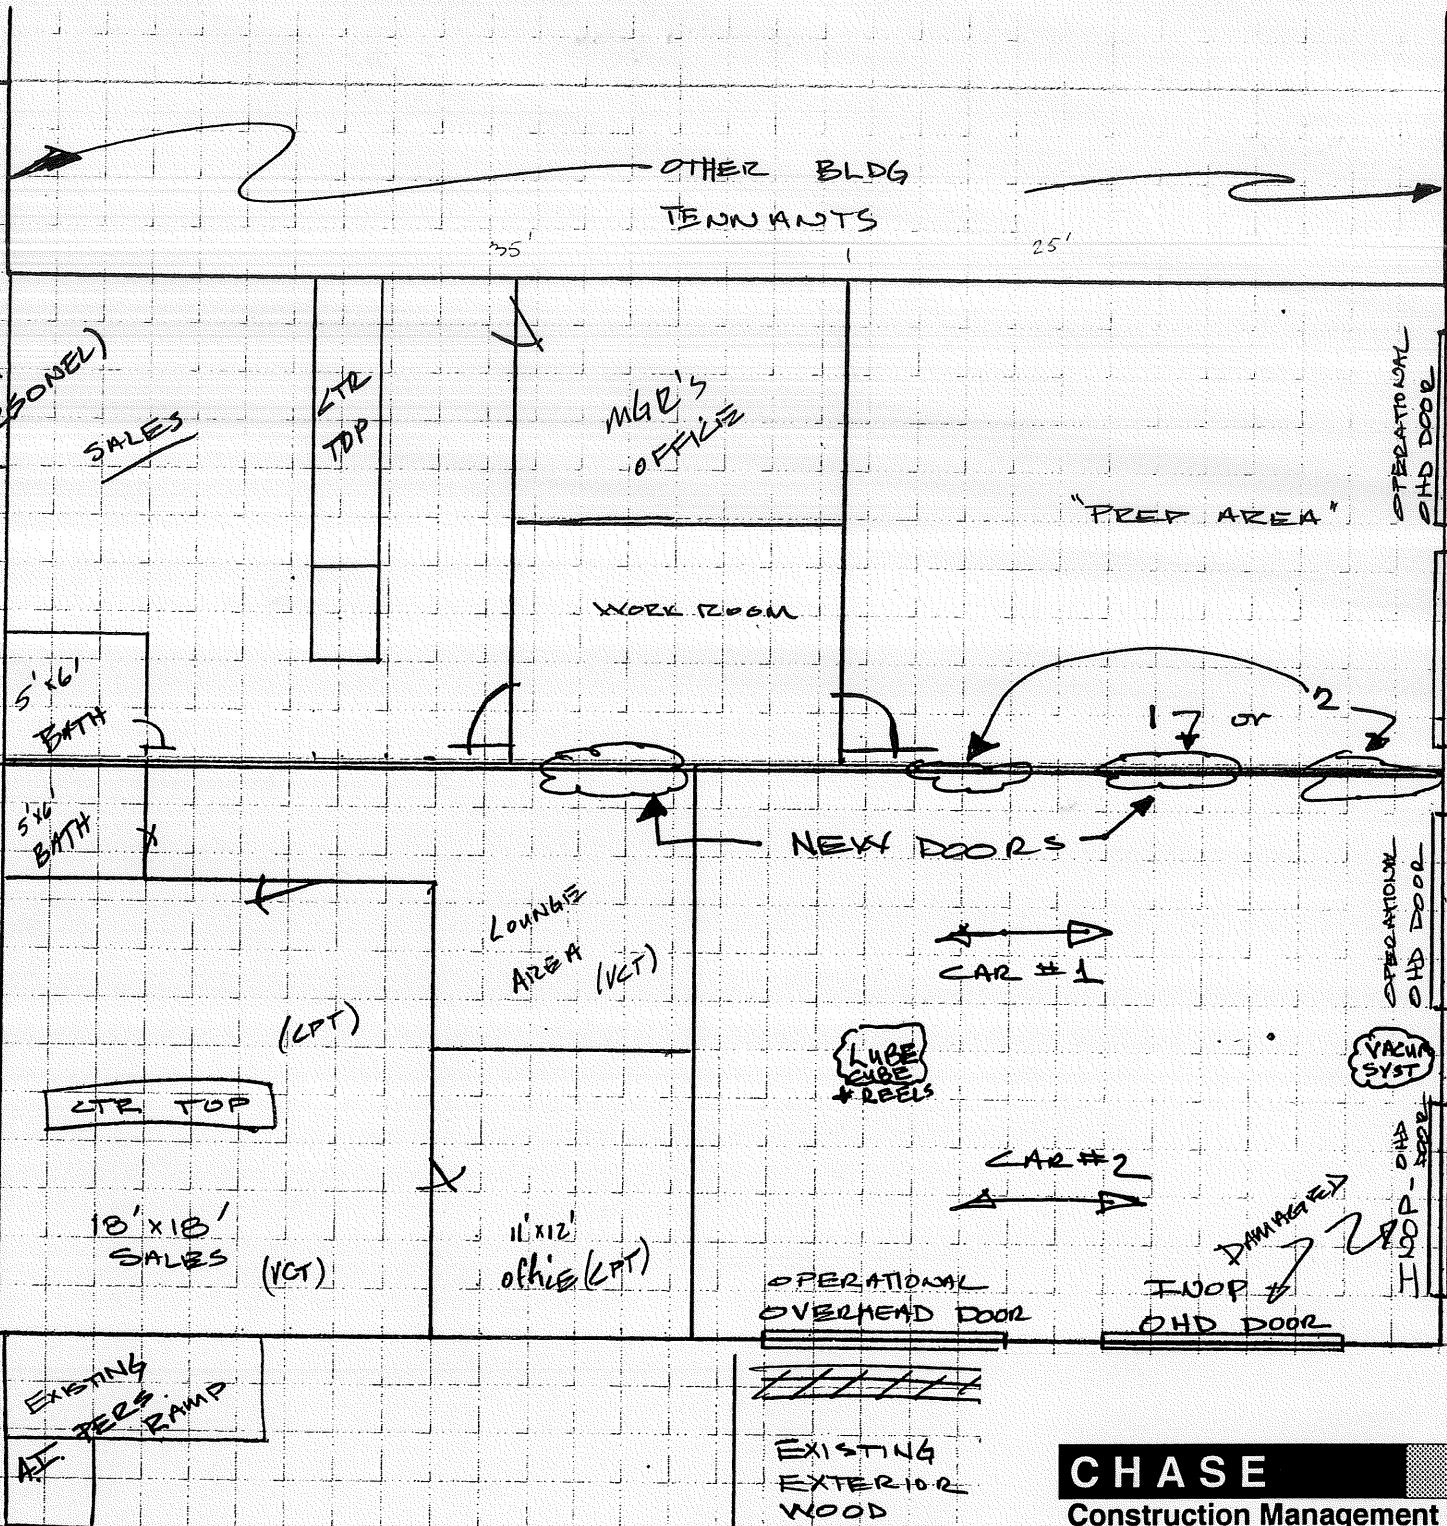 OTHER BLDG
TENNANTS
35'
25'
SONEL)
SALES
CTR
TOP
MGR'S
OFFICE
"PREP AREA"
OPERATIONAL
OHD DOOR
WORK ROOM
5'x6'
BATH
1 or 2
5'x6'
BATH
NEW DOORS
LOUNGE
AREA (VCT)
CAR #1
OPERATIONAL
OHD DOOR
(CPT)
LUBE
CUBE
REELS
VACUM
SYST
CTR TOP
CAR #2
INOP-OHD
DOOR
DAMAGED
18'x18'
SALES
(VCT)
11'x12'
office (CPT)
OPERATIONAL
OVERHEAD DOOR
INOP
OHD DOOR
EXISTING
PERS
RAMP
EXISTING
EXTERIOR
WOOD
CHASE
Construction Management